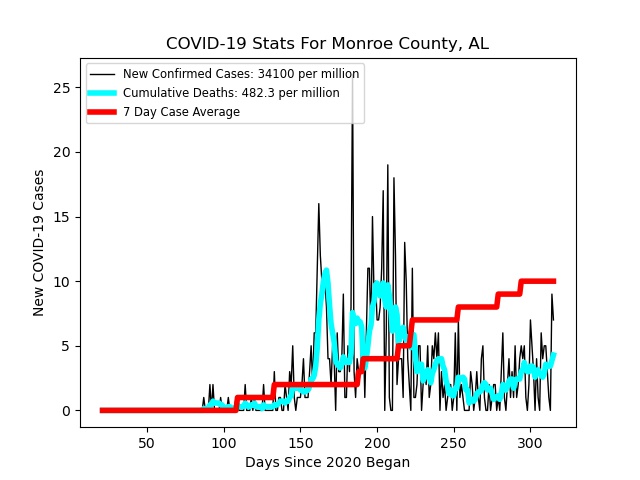 COVID-19 Stats For Monroe County, AL
New Confirmed Cases: 34100 per million
Cumulative Deaths: 482.3 per million
7 Day Case Average
New COVID-19 Cases
25
20
15
10
5
0
50 100 150 200 250 300
Days Since 2020 Began